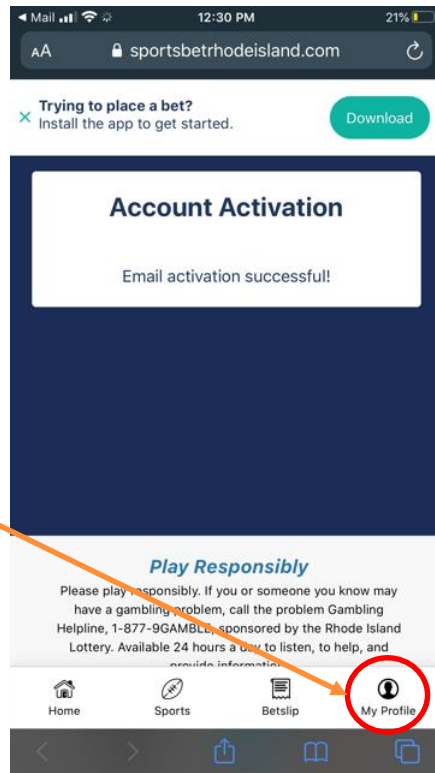 Mail 12:30 PM 21%
AA sportsbetrhodeisland.com
Trying to place a bet?
Install the app to get started.
Download
Account Activation
Email activation successful!
Play Responsibly
Please play responsibly. If you or someone you know may
have a gambling problem, call the problem Gambling
Helpline, 1-877-9GAMBLE, sponsored by the Rhode Island
Lottery. Available 24 hours a day to listen, to help, and
provide information
Home Sports Betslip My Profile